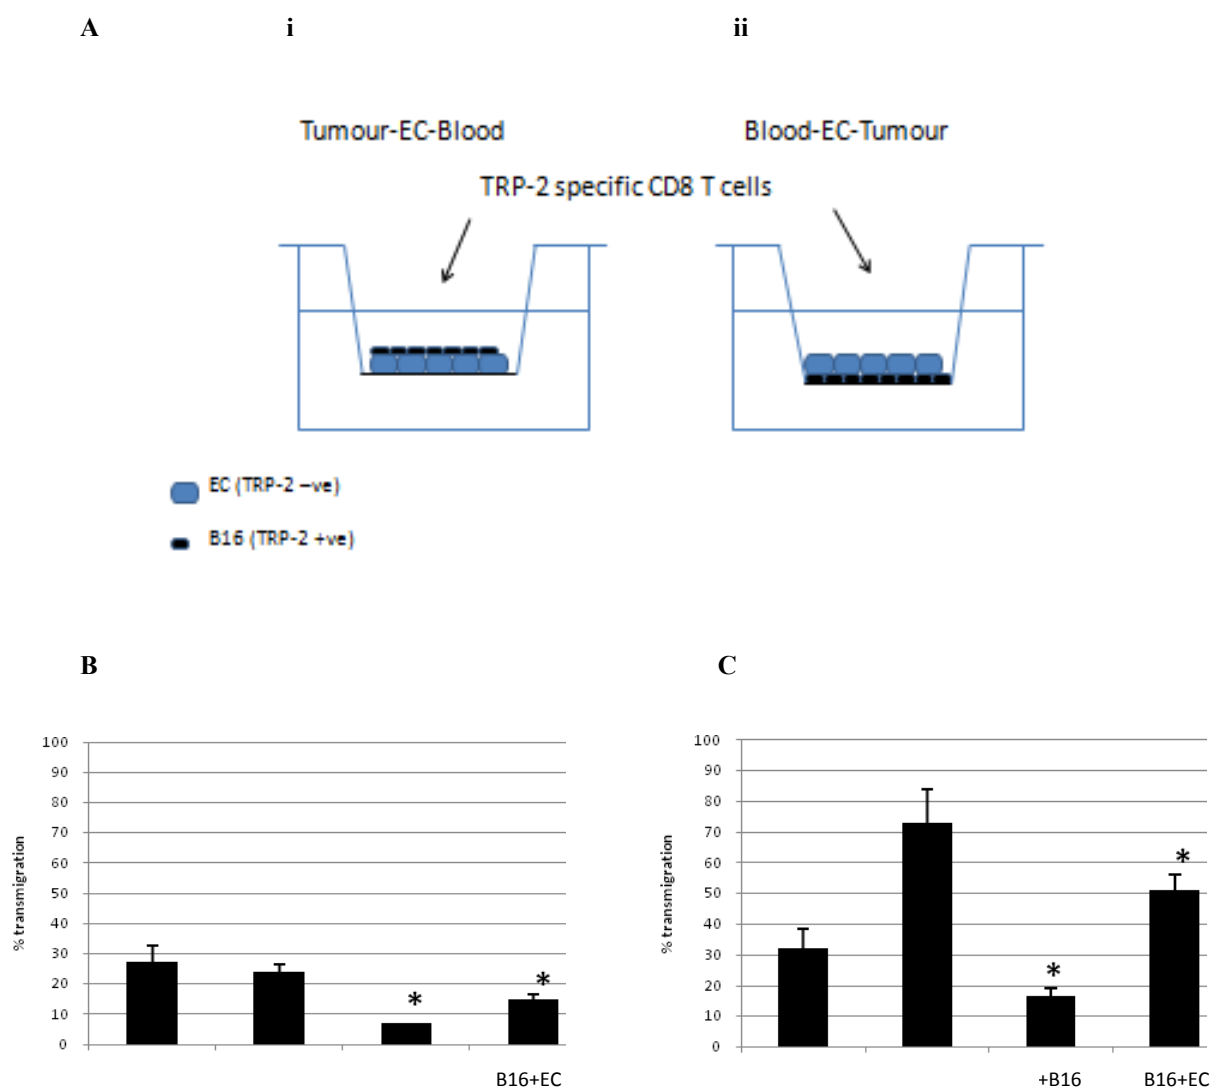 A i ii
Tumour-EC-Blood Blood-EC-Tumour
TRP-2 specific CD8 T cells
EC (TRP-2 –ve)
B16 (TRP-2 +ve)
B C
100
90
80
70
60
50
40
30
20
10
0
% transmigration
* *
B16+EC
100
90
80
70
60
50
40
30
20
10
0
% transmigration
* *
+B16 B16+EC